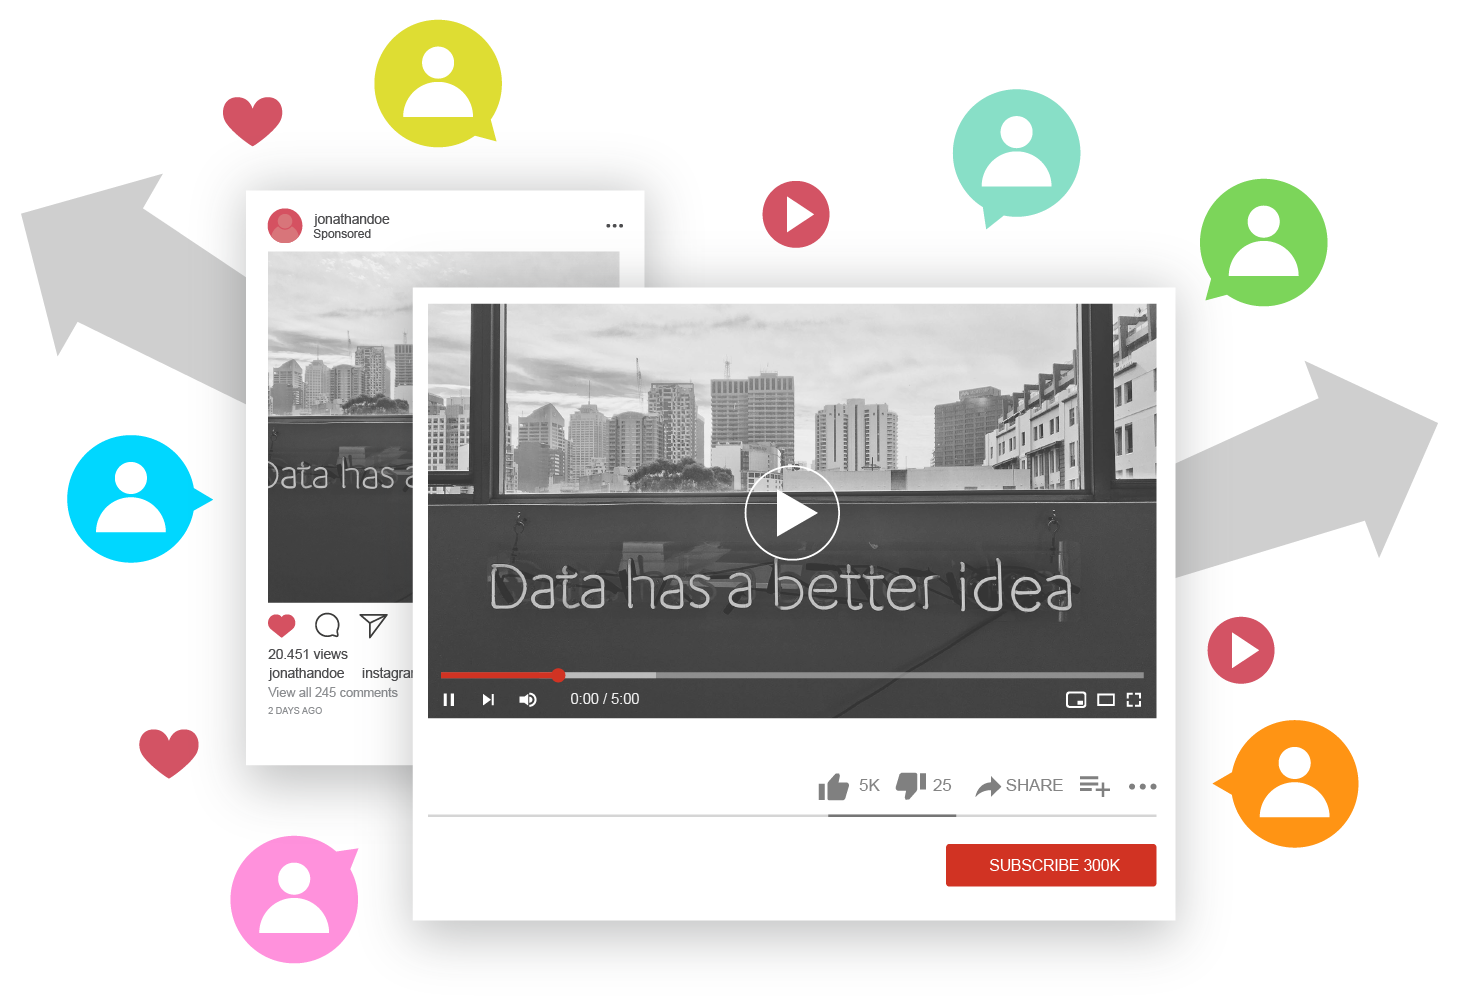 jonathandoe
Sponsored
Data has a
20.451 views
jonathandoe instagra
View all 245 comments
2 DAYS AGO
Data has a better idea
0:00 / 5:00
5K
25
SHARE
SUBSCRIBE 300K